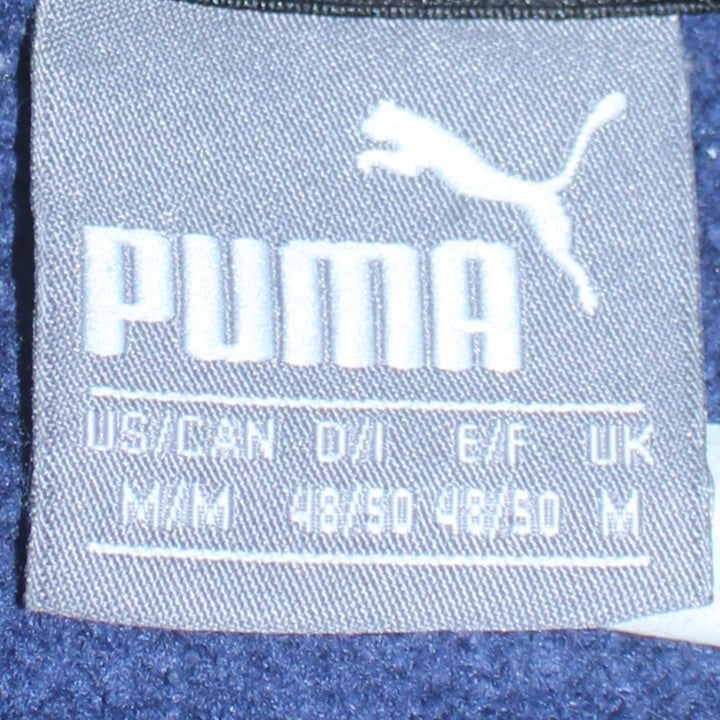 PUMA
US/CAN D/I E/F UK
M/M 48/50 48/50 M